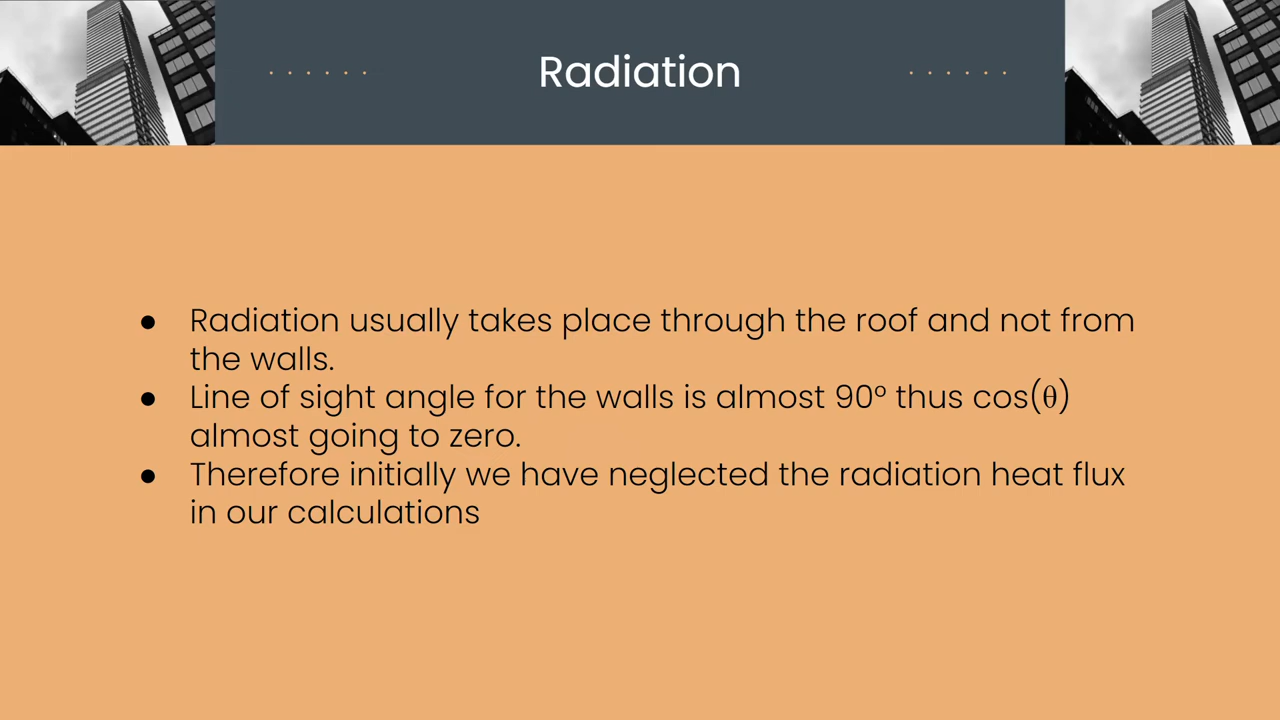 Radiation
● Radiation usually takes place through the roof and not from
the walls.
● Line of sight angle for the walls is almost 90º thus cos(θ)
almost going to zero.
● Therefore initially we have neglected the radiation heat flux
in our calculations